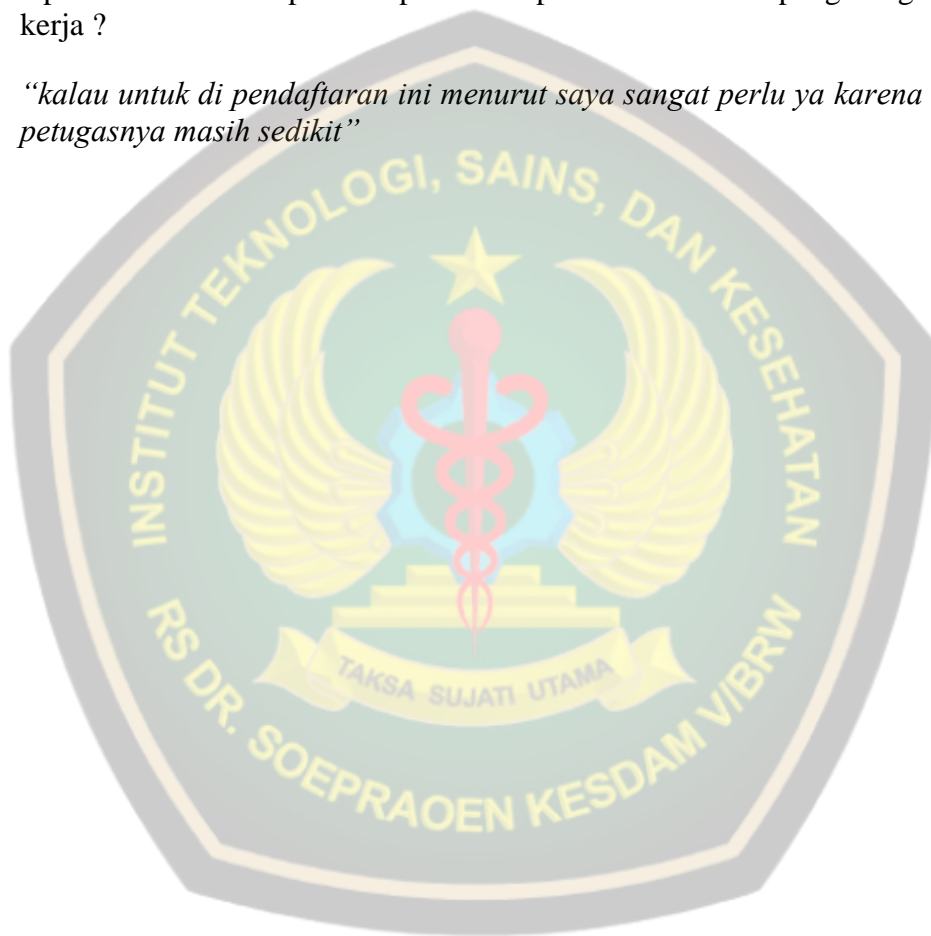 kerja ?
“kalau untuk di pendaftaran ini menurut saya sangat perlu ya karena
petugasnya masih sedikit”
INSTITUT TEKNOLOGI, SAINS, DAN KESEHATAN
TAKSA SUJATI UTAMA
RS DR. SOEPRAOEN KESDAM V/BRW